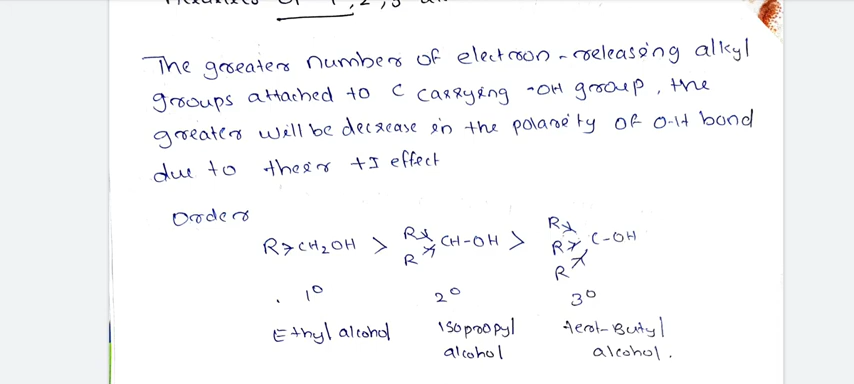 The greater number of electron-releasing alkyl
groups attached to C carrying -OH group, the
greater will be decrease in the polarity of O-H bond
due to their +I effect
Order
R→CH₂OH > R R CH-OH > R R R C-OH
1° 2° 3°
Ethyl alcohol Isopropyl alcohol tert-Butyl alcohol.